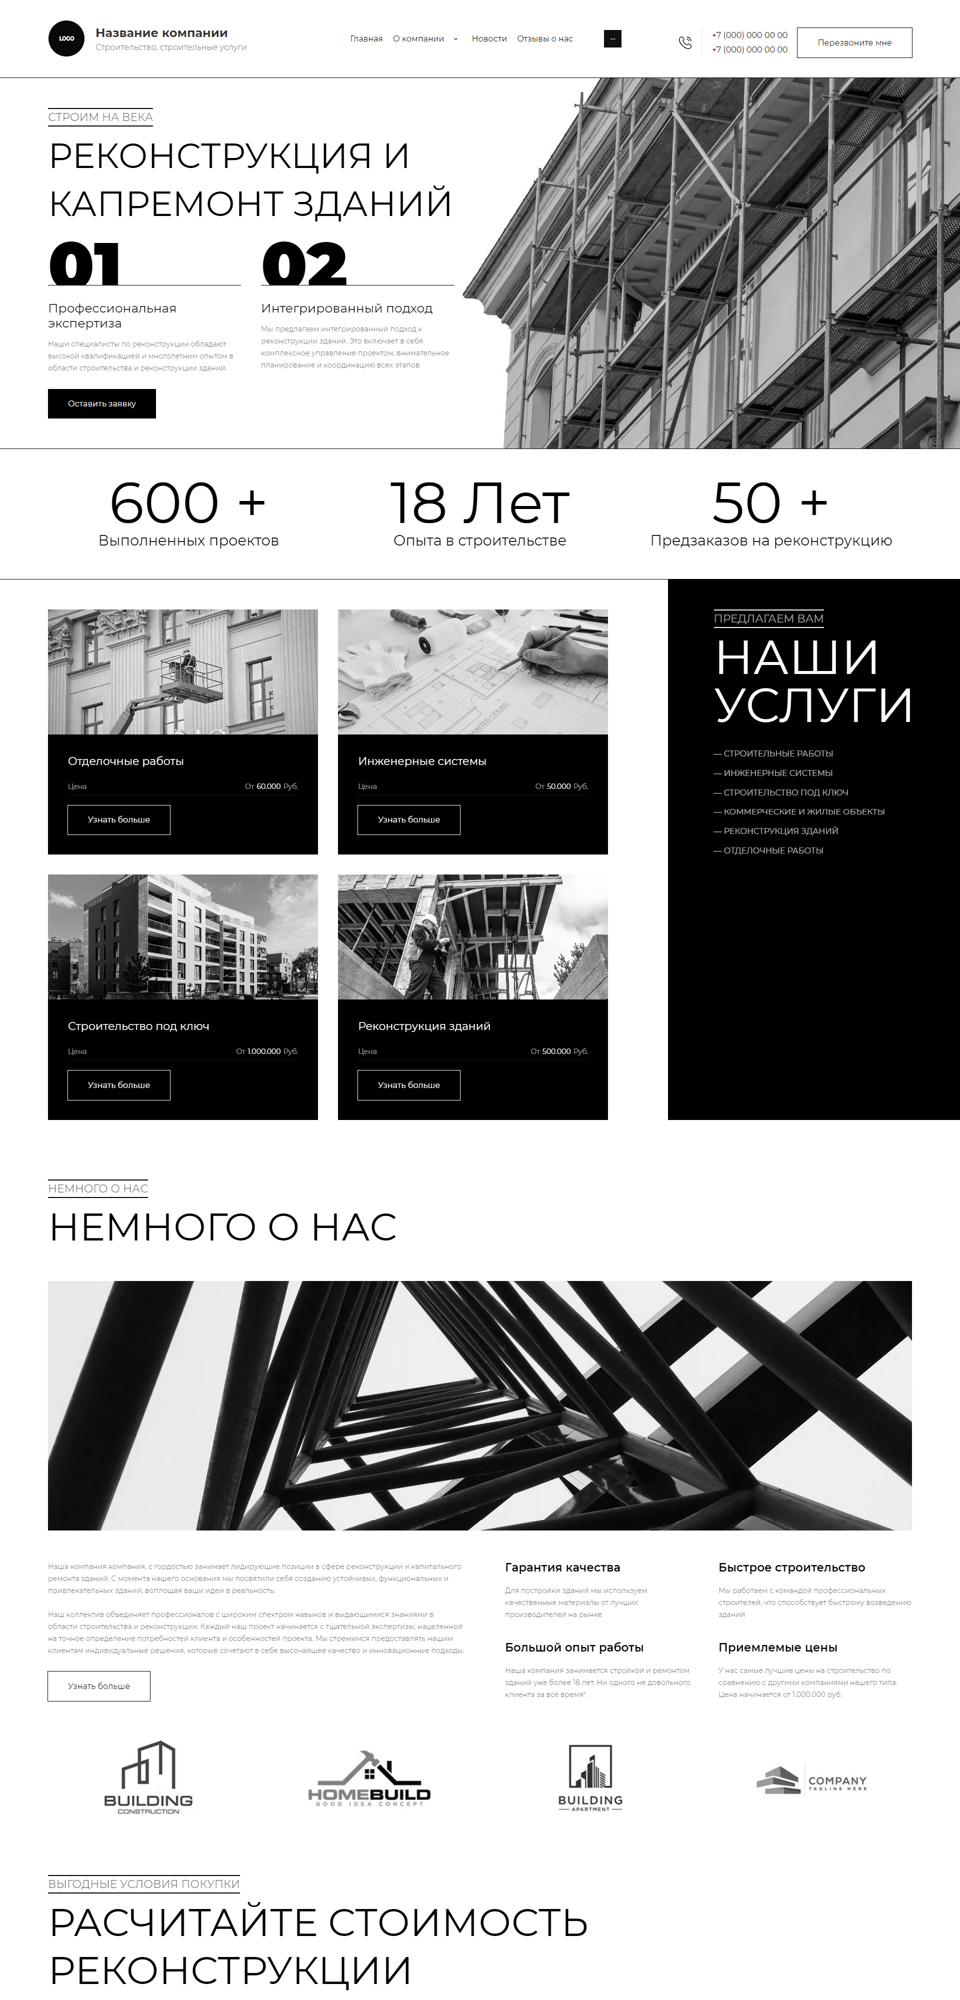 LOGO
Название компании
Строительство, строительные услуги
Главная О компании Новости Отзывы о нас
+7 (000) 000 00 00
+7 (000) 000 00 00
Перезвоните мне
СТРОИМ НА ВЕКА
РЕКОНСТРУКЦИЯ И
КАПРЕМОНТ ЗДАНИЙ
01
Профессиональная
экспертиза
Наши специалисты по реконструкции обладают
высокой квалификацией и многолетним опытом в
области строительства и реконструкции зданий.
02
Интегрированный подход
Мы предлагаем интегрированный подход к
реконструкции зданий. Это включает в себя
комплексное управление проектом, внимательное
планирование и координацию всех этапов
Оставить заявку
600 +
Выполненных проектов
18 Лет
Опыта в строительстве
50 +
Предзаказов на реконструкцию
Отделочные работы
Цена От 60.000 Руб.
Узнать больше
Инженерные системы
Цена От 50.000 Руб.
Узнать больше
Строительство под ключ
Цена От 1.000.000 Руб.
Узнать больше
Реконструкция зданий
Цена От 500.000 Руб.
Узнать больше
ПРЕДЛАГАЕМ ВАМ
НАШИ
УСЛУГИ
— СТРОИТЕЛЬНЫЕ РАБОТЫ
— ИНЖЕНЕРНЫЕ СИСТЕМЫ
— СТРОИТЕЛЬСТВО ПОД КЛЮЧ
— КОММЕРЧЕСКИЕ И ЖИЛЫЕ ОБЪЕКТЫ
— РЕКОНСТРУКЦИЯ ЗДАНИЙ
— ОТДЕЛОЧНЫЕ РАБОТЫ
НЕМНОГО О НАС
НЕМНОГО О НАС
Наша компания компания, с гордостью занимает лидирующие позиции в сфере реконструкции и капитального
ремонта зданий. С момента нашего основания мы посвятили себя созданию устойчивых, функциональных и
привлекательных зданий, воплощая ваши идеи в реальность.
Наш коллектив объединяет профессионалов с широким спектром навыков и выдающимися знаниями в
области строительства и реконструкции. Каждый наш проект начинается с тщательной экспертизы, нацеленной
на точное определение потребностей клиента и особенностей проекта. Мы стремимся предоставлять нашим
клиентам индивидуальные решения, которые сочетают в себе высочайшее качество и инновационные подходы.
Узнать больше
Гарантия качества
Для постройки зданий мы используем
качественные материалы от лучших
производителей на рынке
Быстрое строительство
Мы работаем с командой профессиональных
строителей, что способствует быстрому возведению
зданий
Большой опыт работы
Наша компания занимается стройкой и ремонтом
зданий уже более 18 лет. Ни одного не довольного
клиента за всё время!
Приемлемые цены
У нас самые лучшие цены на строительство по
сравнению с другими компаниями нашего типа.
Цена начинается от 1.000.000 руб.
BUILDING
CONSTRUCTION
HOMEBUILD
GOOD IDEA CONCEPT
BUILDING
APARTMENT
COMPANY
TAGLINE HERE
ВЫГОДНЫЕ УСЛОВИЯ ПОКУПКИ
РАСЧИТАЙТЕ СТОИМОСТЬ
РЕКОНСТРУКЦИИ